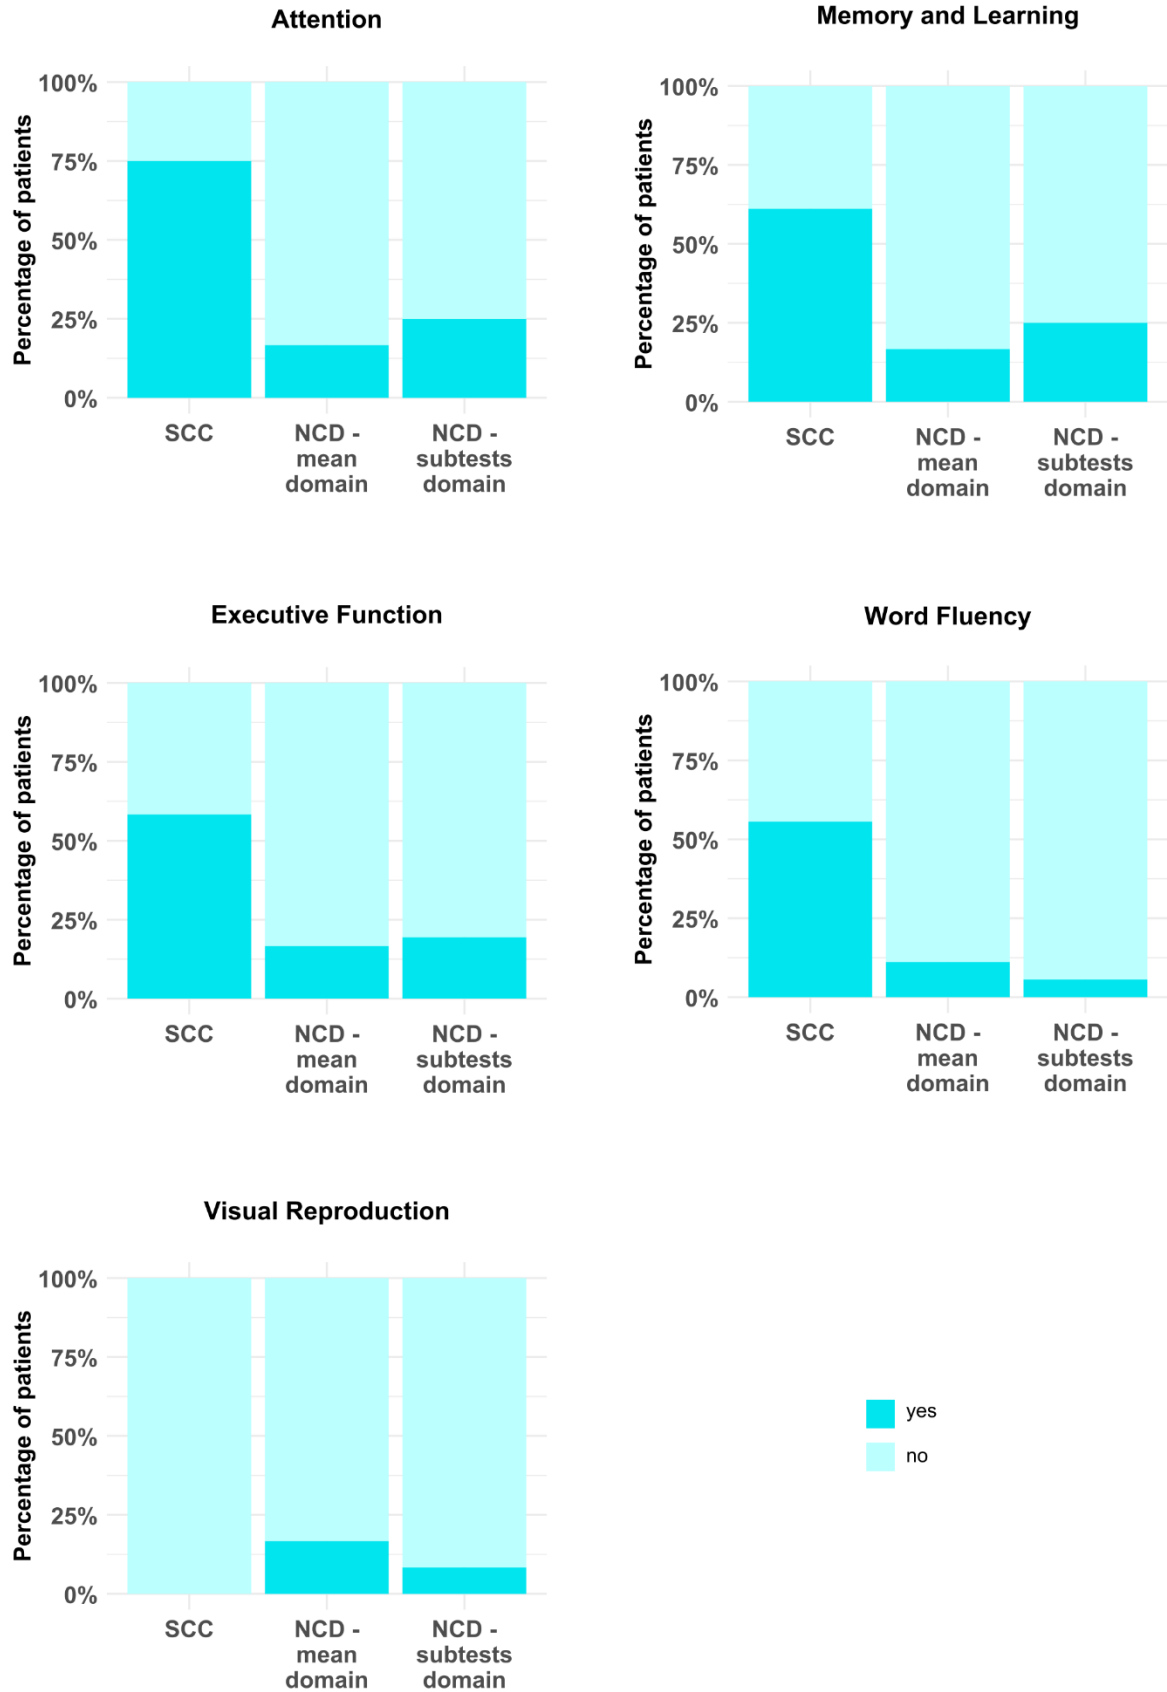 Attention
Percentage of patients
100%
75%
50%
25%
0%
SCC
NCD -
mean
domain
NCD -
subtests
domain
Memory and Learning
Percentage of patients
100%
75%
50%
25%
0%
SCC
NCD -
mean
domain
NCD -
subtests
domain
Executive Function
Percentage of patients
100%
75%
50%
25%
0%
SCC
NCD -
mean
domain
NCD -
subtests
domain
Word Fluency
Percentage of patients
100%
75%
50%
25%
0%
SCC
NCD -
mean
domain
NCD -
subtests
domain
Visual Reproduction
Percentage of patients
100%
75%
50%
25%
0%
SCC
NCD -
mean
domain
NCD -
subtests
domain
yes
no